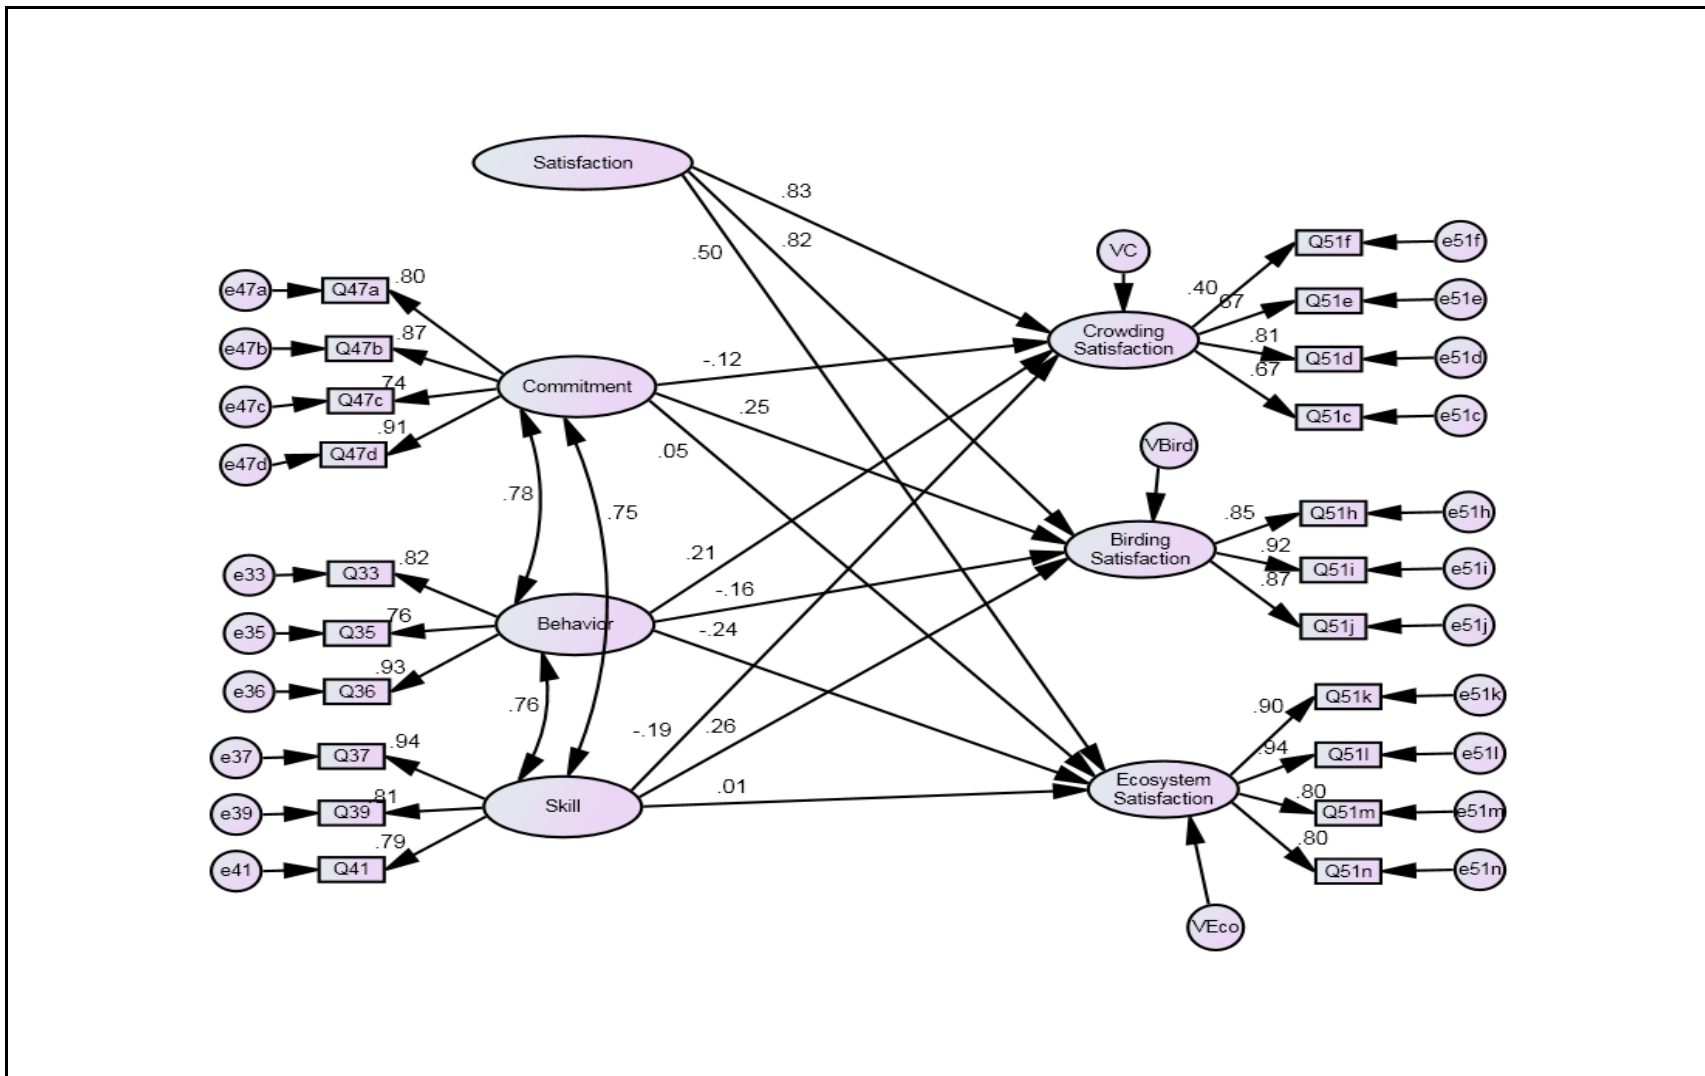 Satisfaction
.83
.82
.50
VC
Q51f
e51f
e47a
Q47a
.80
.40
.67
Q51e
e51e
Crowding
Satisfaction
e47b
Q47b
.87
.81
Q51d
e51d
-.12
.67
Commitment
.74
e47c
Q47c
.25
Q51c
e51c
.91
e47d
Q47d
.05
VBird
.78
.75
.85
Q51h
e51h
.21
Birding
Satisfaction
.92
Q51i
e51i
.87
e33
Q33
.82
-.16
.76
e35
Q35
Behavior
-.24
Q51j
e51j
.93
e36
Q36
.76
.90
Q51k
e51k
-.19
.26
e37
Q37
.94
.94
Q51l
e51l
Ecosystem
Satisfaction
.01
.80
.81
e39
Q39
Skill
Q51m
e51m
.79
.80
e41
Q41
Q51n
e51n
VEco